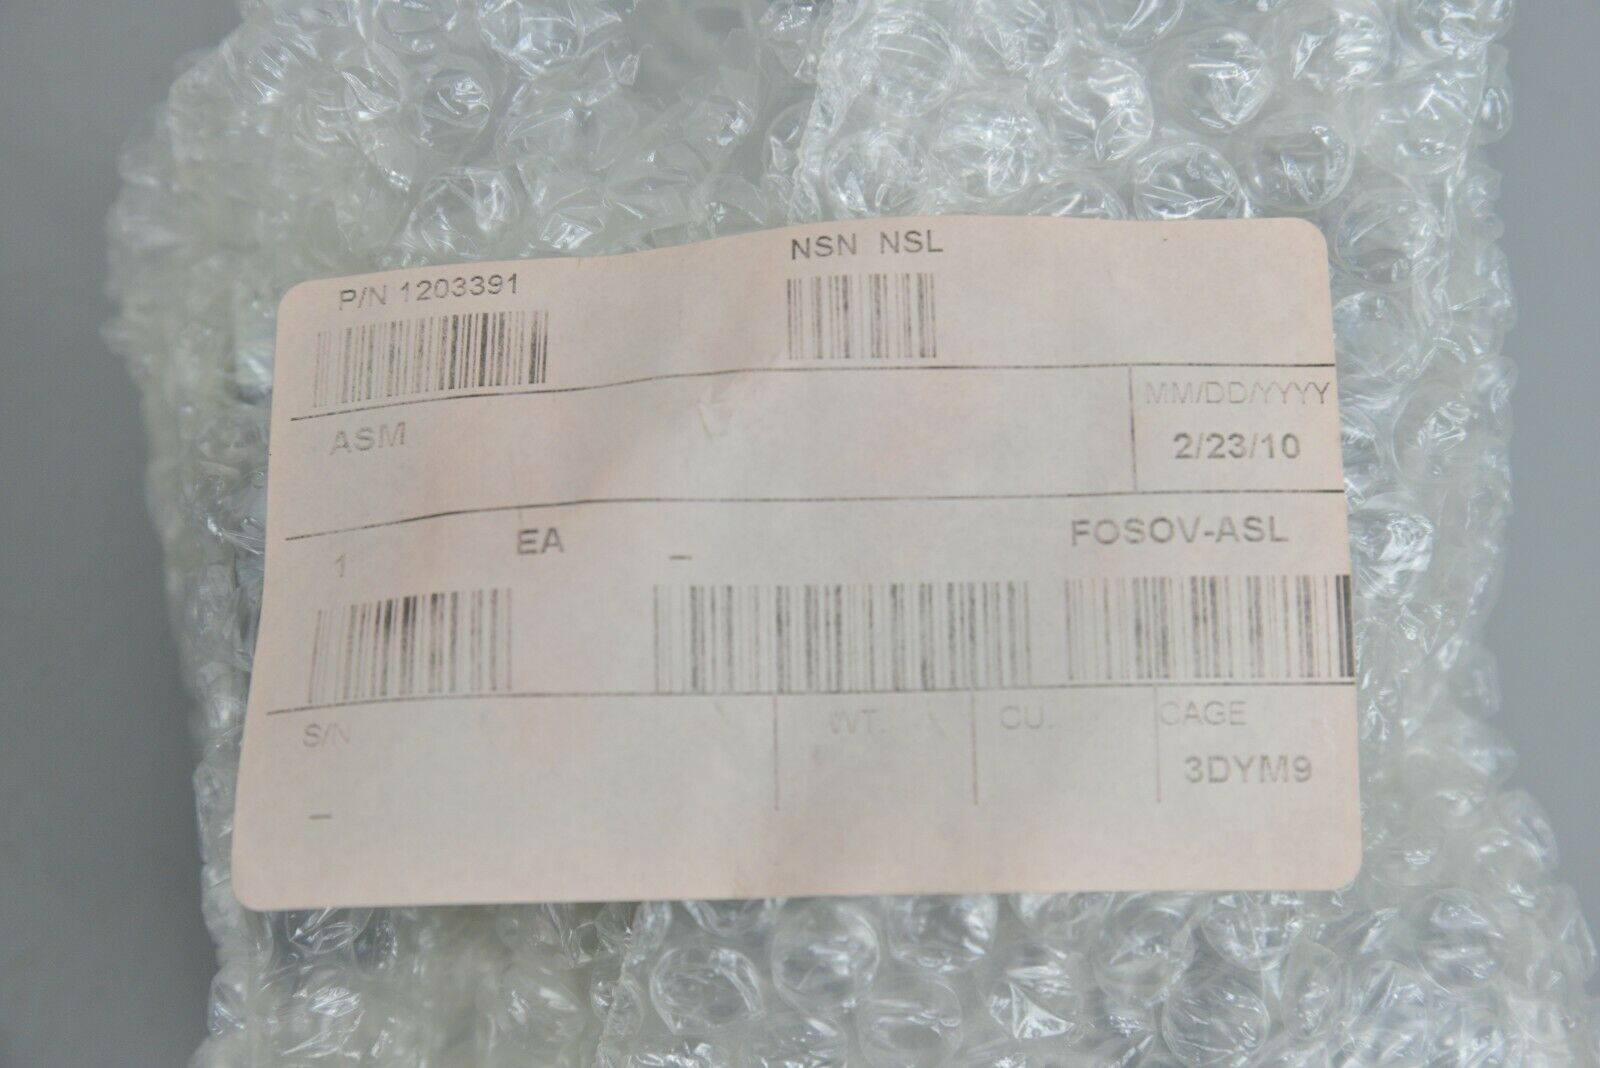 P/N 1203391
NSN NSL
ASM
MM/DD/YYYY
2/23/10
1
EA
–
FOSOV-ASL
S/N
WT.
CU.
CAGE
3DYM9
–